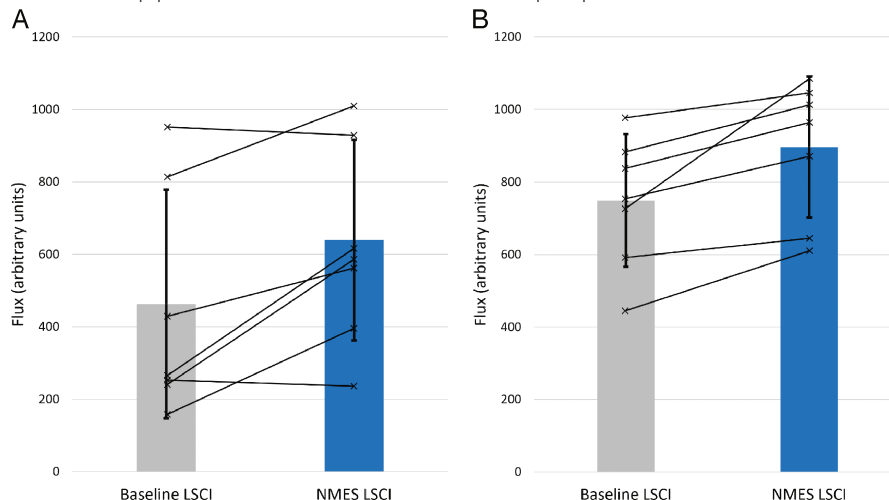 A
1200
1000
800
600
400
200
0
Flux (arbitrary units)
Baseline LSCI
NMES LSCI
B
1200
1000
800
600
400
200
0
Flux (arbitrary units)
Baseline LSCI
NMES LSCI